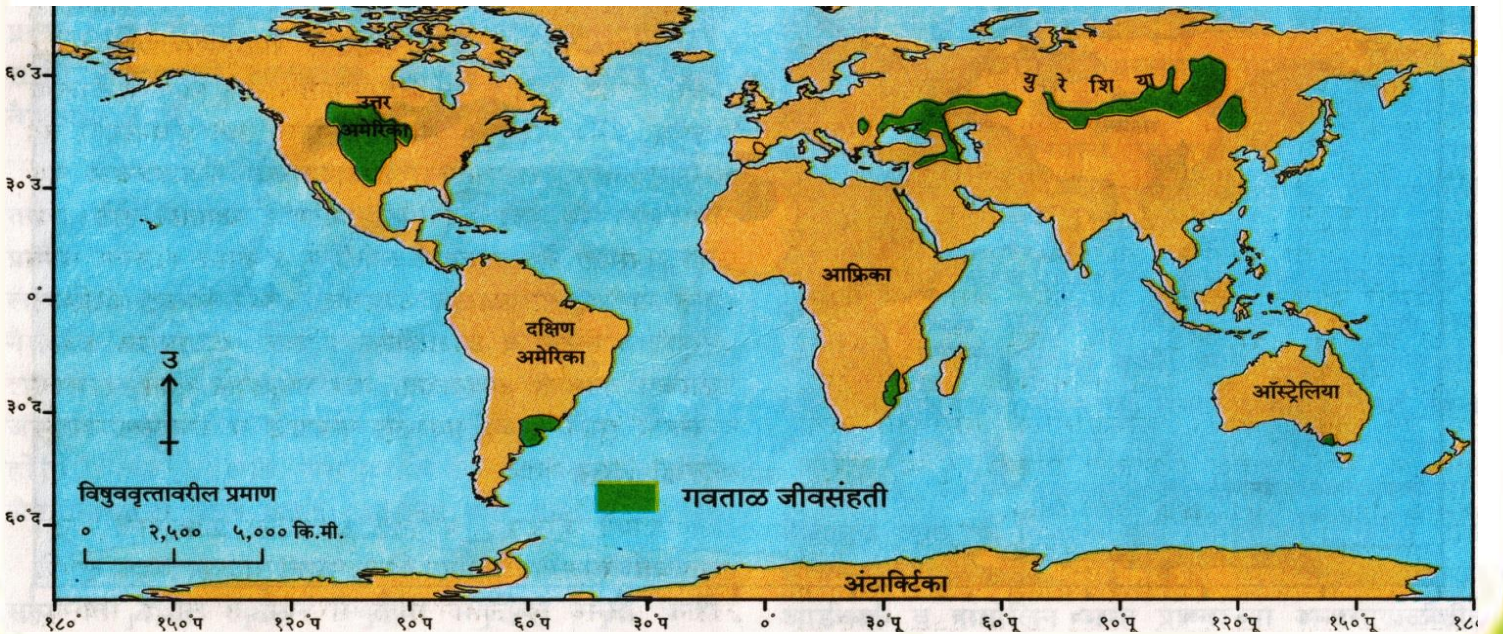 ६०°उ
३०°उ
०°
३०°द
६०°द
उत्तर
अमेरिका
यु रे शि या
आफ्रिका
दक्षिण
अमेरिका
ऑस्ट्रेलिया
उ
विषुववृत्तावरील प्रमाण
० २,५०० ५,००० कि.मी.
गवताळ जीवसंहती
अंटार्क्टिका
१८०° १५०°प १२०°प ९०°प ६०°प ३०°प ०° ३०°पू ६०°पू ९०°पू १२०°पू १५०°पू १८०